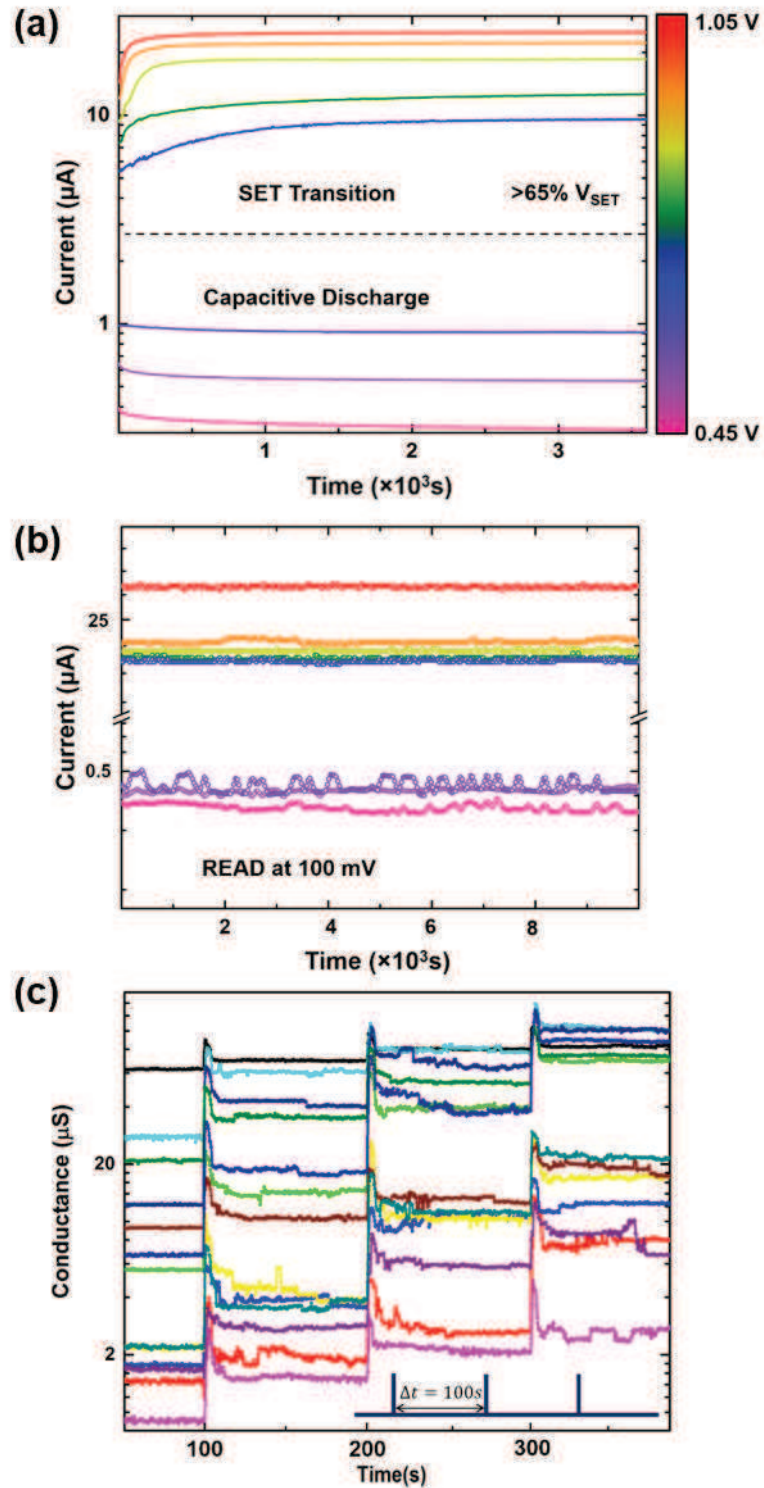 (a)
10
1
Current (μA)
SET Transition
>65% V_SET
Capacitive Discharge
1
2
3
Time (×10³s)
1.05 V
0.45 V
(b)
25
0.5
Current (μA)
READ at 100 mV
2
4
6
8
Time (×10³s)
(c)
20
2
Conductance (μS)
Δt = 100s
100
200
300
Time(s)